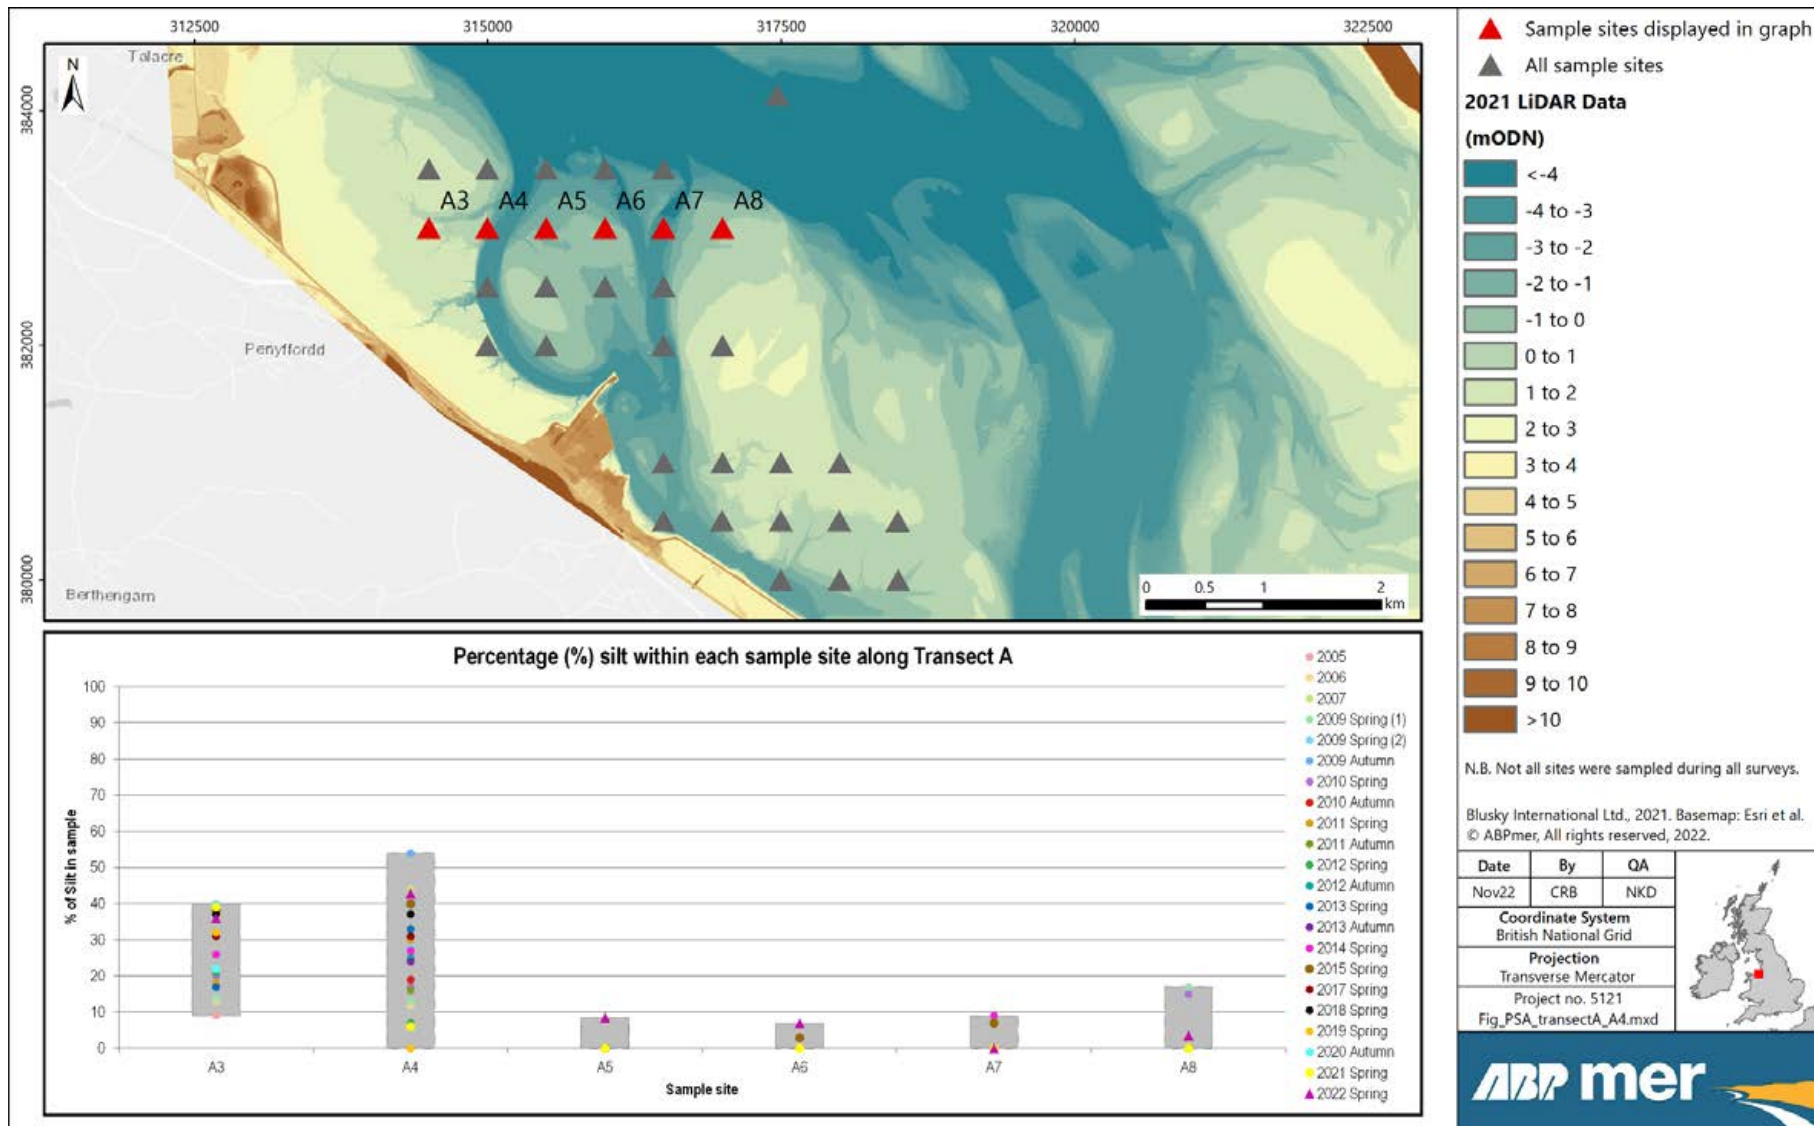 312500 315000 317500 320000 322500
Talacre
N
384000
A3 A4 A5 A6 A7 A8
382000
Penyffordd
380000
Berthengam
0 0.5 1 2
km
Sample sites displayed in graph
All sample sites
2021 LiDAR Data
(mODN)
<-4
-4 to -3
-3 to -2
-2 to -1
-1 to 0
0 to 1
1 to 2
2 to 3
3 to 4
4 to 5
5 to 6
6 to 7
7 to 8
8 to 9
9 to 10
>10
N.B. Not all sites were sampled during all surveys.
Blusky International Ltd., 2021. Basemap: Esri et al.
© ABPmer, All rights reserved, 2022.
Date By QA
Nov22 CRB NKD
Coordinate System
British National Grid
Projection
Transverse Mercator
Project no. 5121
Fig_PSA_transectA_A4.mxd
ABPmer
Percentage (%) silt within each sample site along Transect A
% of Silt in sample
100
90
80
70
60
50
40
30
20
10
0
A3 A4 A5 A6 A7 A8
Sample site
2005
2006
2007
2009 Spring (1)
2009 Spring (2)
2009 Autumn
2010 Spring
2010 Autumn
2011 Spring
2011 Autumn
2012 Spring
2012 Autumn
2013 Spring
2013 Autumn
2014 Spring
2015 Spring
2017 Spring
2018 Spring
2019 Spring
2020 Autumn
2021 Spring
2022 Spring